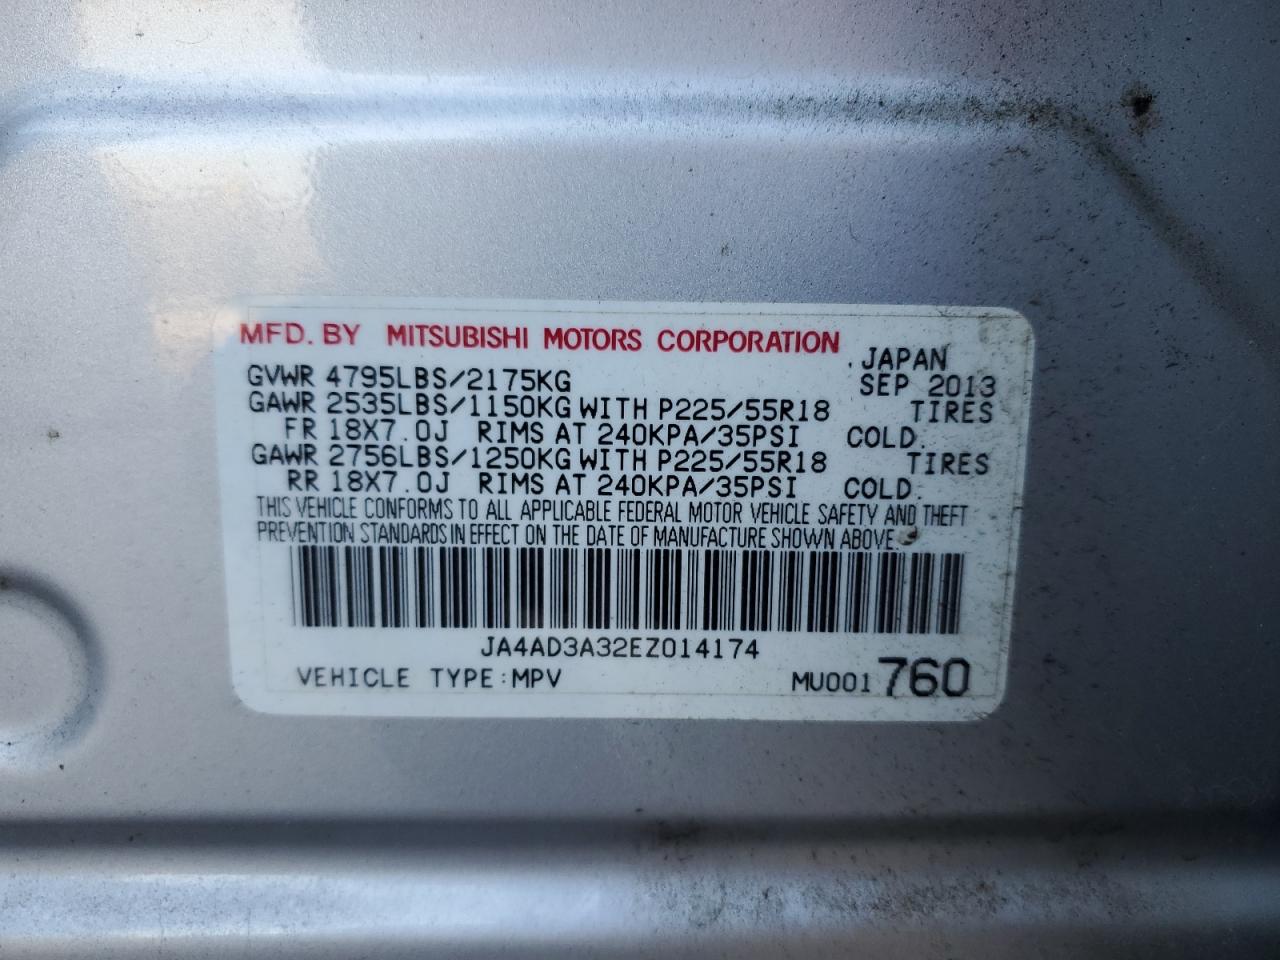 MFD. BY MITSUBISHI MOTORS CORPORATION
JAPAN
GVWR 4795LBS/2175KG SEP 2013
GAWR 2535LBS/1150KG WITH P225/55R18 TIRES
FR 18X7.0J RIMS AT 240KPA/35PSI COLD.
GAWR 2756LBS/1250KG WITH P225/55R18 TIRES
RR 18X7.0J RIMS AT 240KPA/35PSI COLD.
THIS VEHICLE CONFORMS TO ALL APPLICABLE FEDERAL MOTOR VEHICLE SAFETY AND THEFT
PREVENTION STANDARDS IN EFFECT ON THE DATE OF MANUFACTURE SHOWN ABOVE.
JA4AD3A32EZ014174
VEHICLE TYPE:MPV MU001760